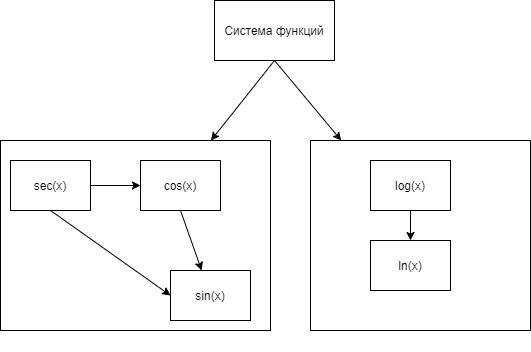 Система функций
sec(x)
cos(x)
sin(x)
log(x)
ln(x)